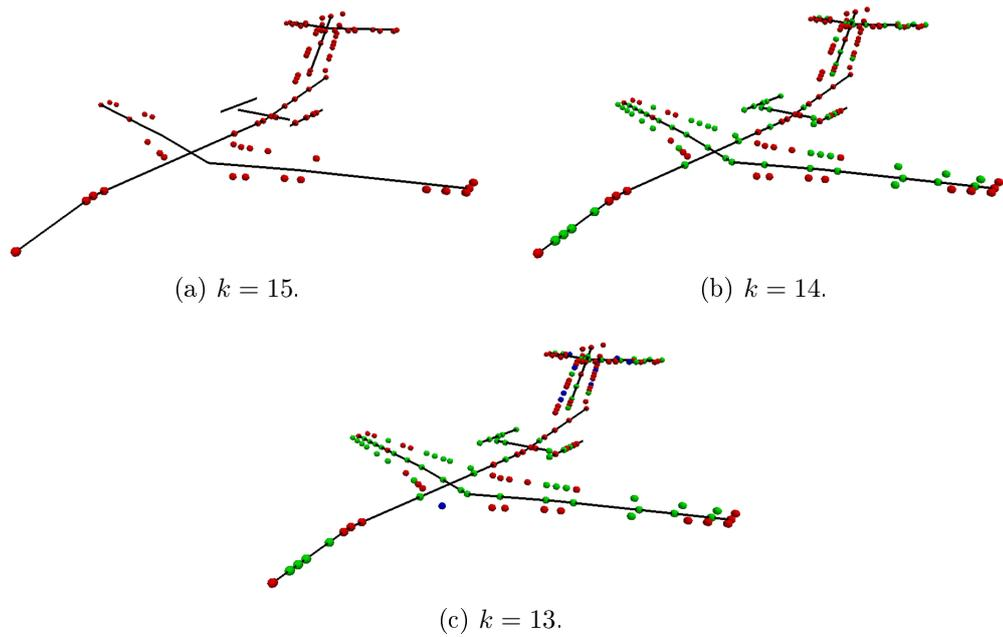 (a) k = 15.
(b) k = 14.
(c) k = 13.